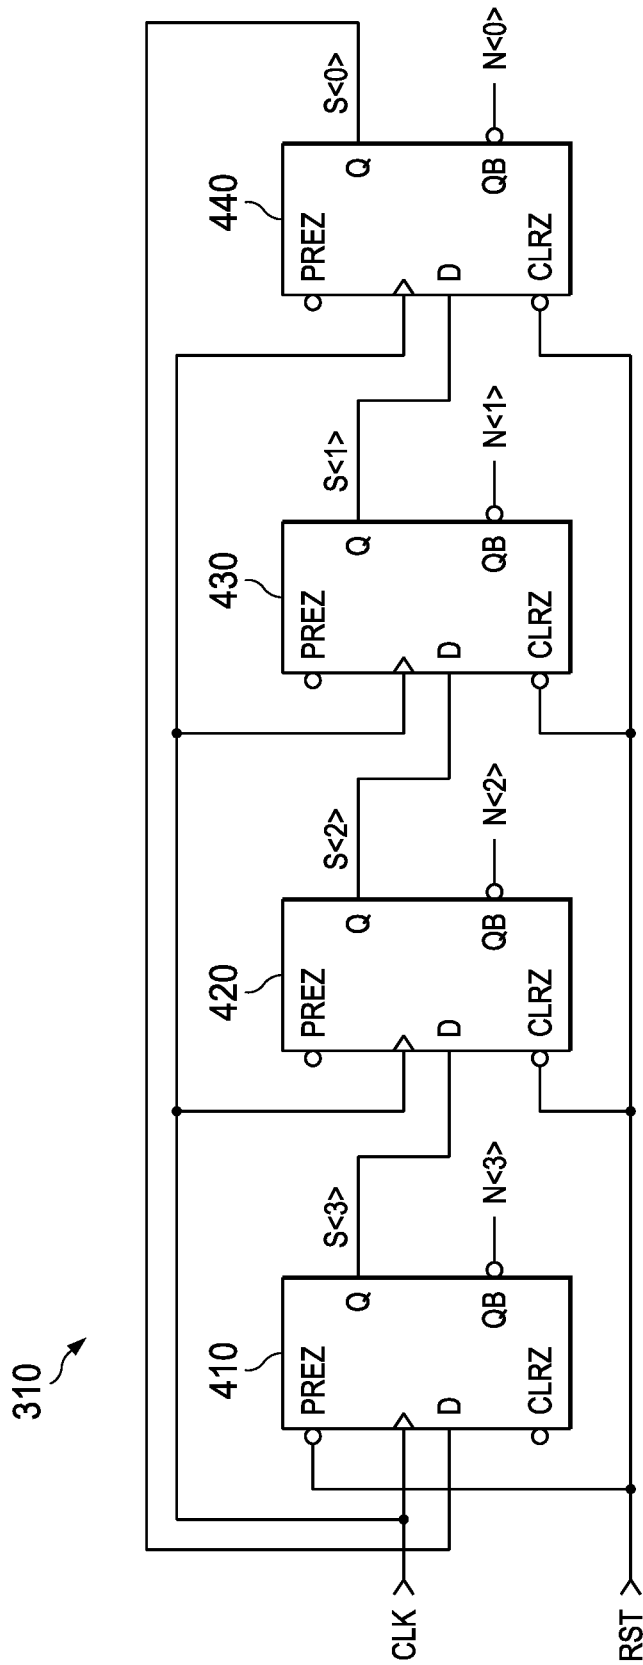 310
410
PREZ
Q
D
QB
CLRZ
S<3>
N<3>
420
PREZ
Q
D
QB
CLRZ
S<2>
N<2>
430
PREZ
Q
D
QB
CLRZ
S<1>
N<1>
440
PREZ
Q
D
QB
CLRZ
S<0>
N<0>
CLK
RST